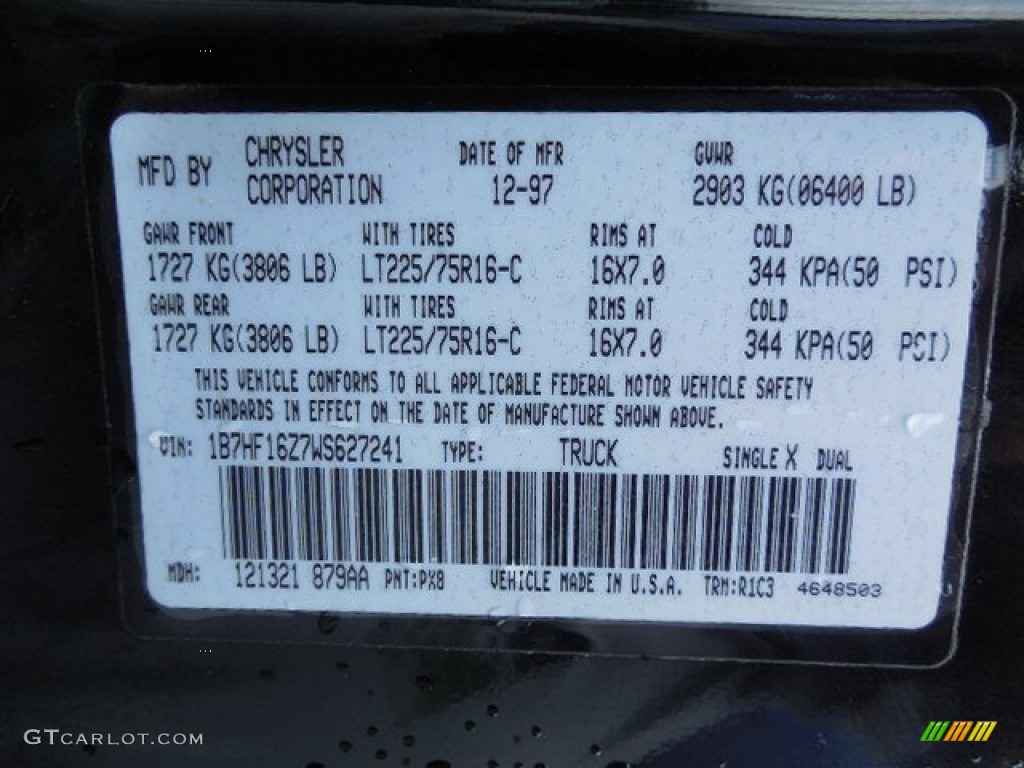 MFD BY CHRYSLER CORPORATION DATE OF MFR 12-97 GVWR 2903 KG(06400 LB)
GAWR FRONT WITH TIRES RIMS AT COLD
1727 KG(3806 LB) LT225/75R16-C 16X7.0 344 KPA(50 PSI)
GAWR REAR WITH TIRES RIMS AT COLD
1727 KG(3806 LB) LT225/75R16-C 16X7.0 344 KPA(50 PSI)
THIS VEHICLE CONFORMS TO ALL APPLICABLE FEDERAL MOTOR VEHICLE SAFETY
STANDARDS IN EFFECT ON THE DATE OF MANUFACTURE SHOWN ABOVE.
VIN: 1B7HF16Z7WS627241 TYPE: TRUCK SINGLE X DUAL
MDH: 121321 879AA PNT:PX8 VEHICLE MADE IN U.S.A. TRM:R1C3 4648503
GTCARLOT.COM